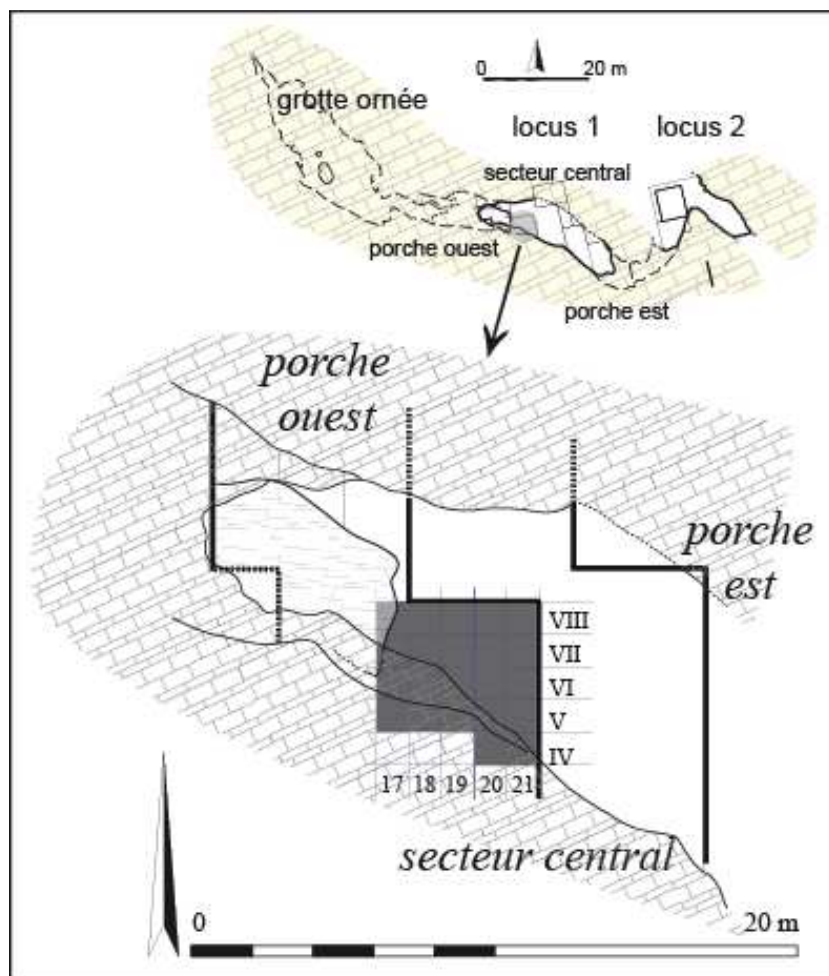 0 20 m
grotte ornée
locus 1 locus 2
secteur central
porche ouest
porche est
porche
ouest
porche
est
VIII
VII
VI
V
IV
17 18 19 20 21
secteur central
0 20 m